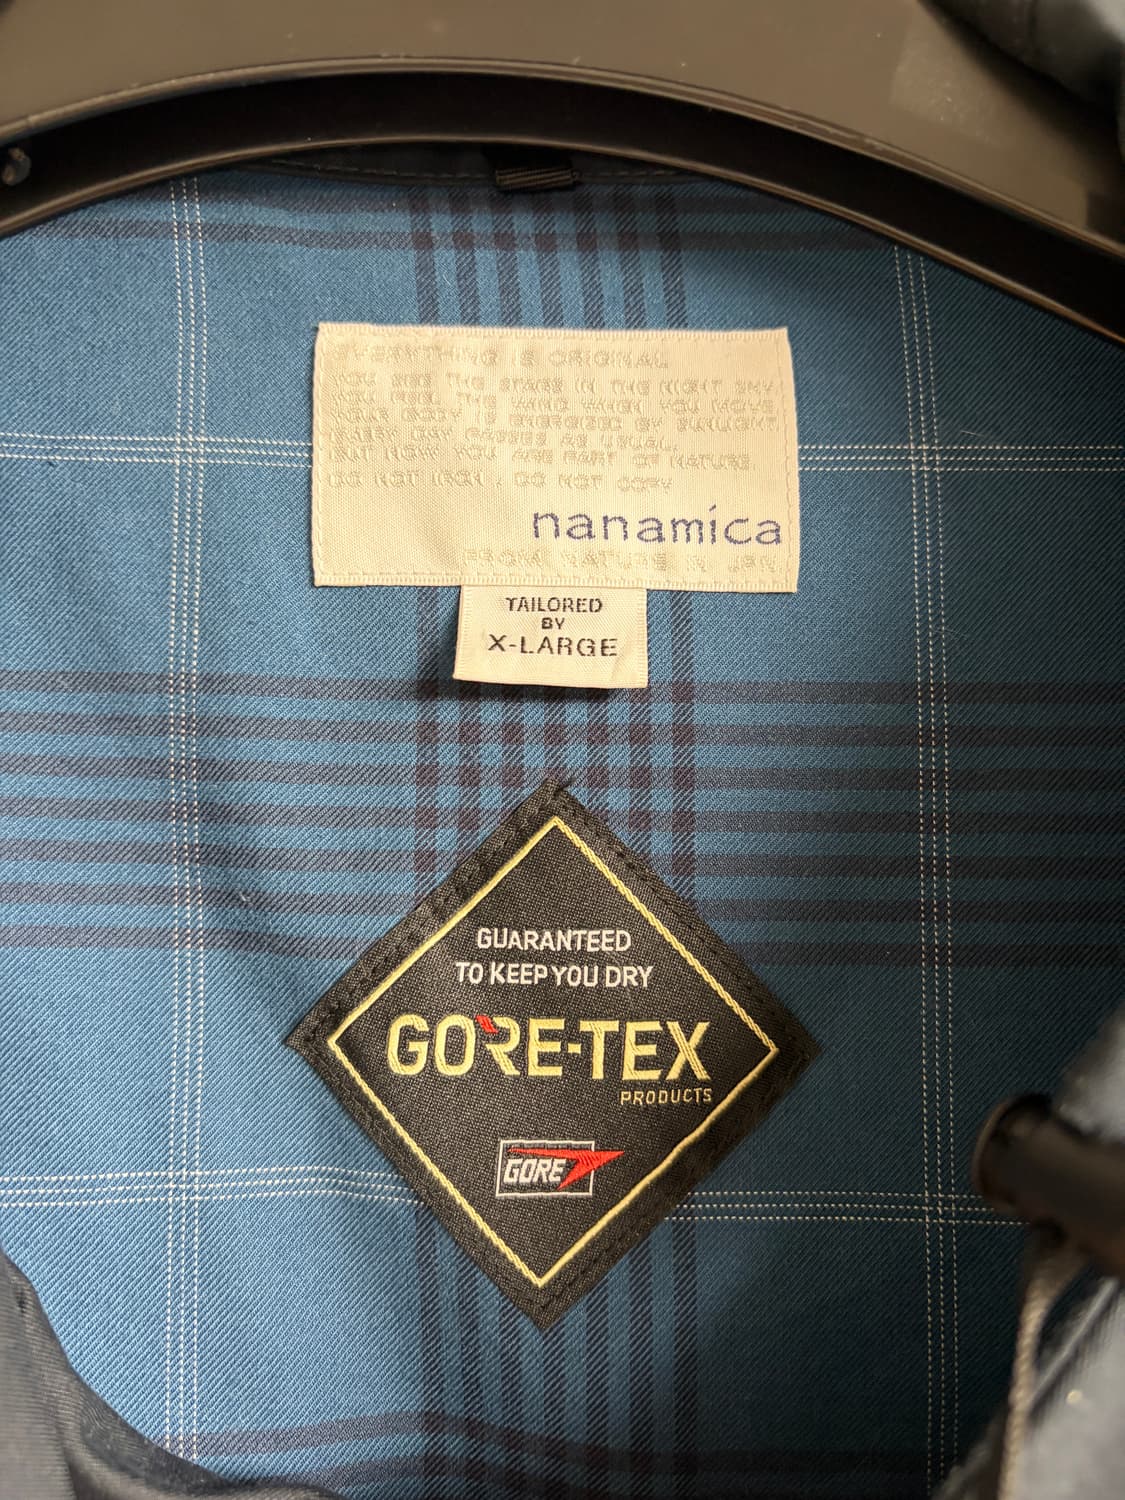 EVERYTHING IS ORIGINAL
YOU SEE THE STARS IN THE NIGHT SKY
YOU FEEL THE WIND WHEN YOU MOVE
YOUR BODY IS ENERGIZED BY SUNLIGHT
EVERY DAY PASSES AS USUAL,
BUT NOW YOU ARE PART OF NATURE.
DO NOT IRON, DO NOT COPY
nanamica
FROM NATURE IN JPN.
TAILORED
BY
X-LARGE
GUARANTEED
TO KEEP YOU DRY
GORE-TEX
PRODUCTS
GORE